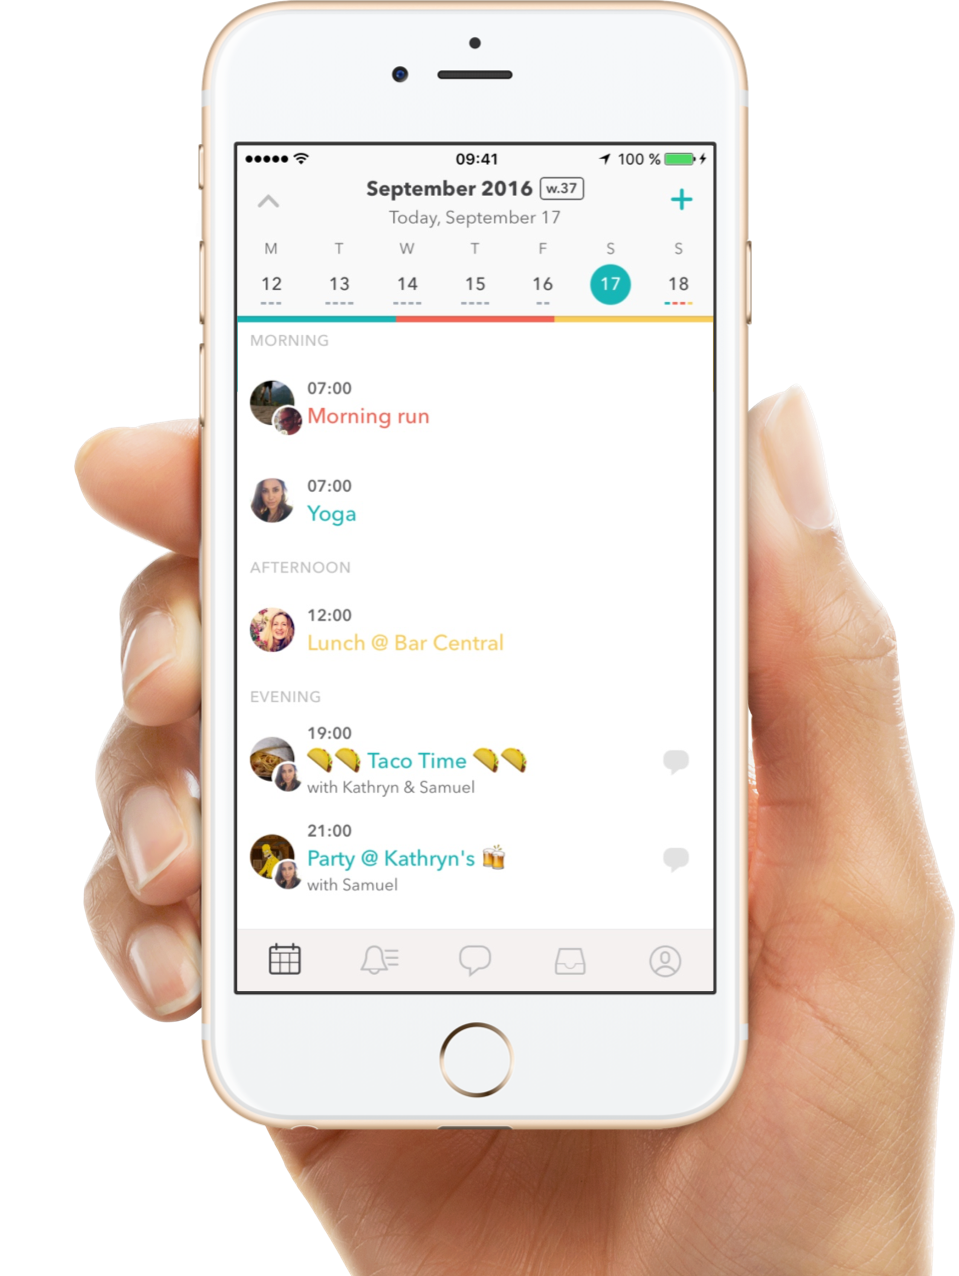 09:41 100 %
September 2016 w.37
Today, September 17
M T W T F S S
12 13 14 15 16 17 18
MORNING
07:00
Morning run
07:00
Yoga
AFTERNOON
12:00
Lunch @ Bar Central
EVENING
19:00
🌮🌮 Taco Time 🌮🌮
with Kathryn & Samuel
21:00
Party @ Kathryn's 🍻
with Samuel